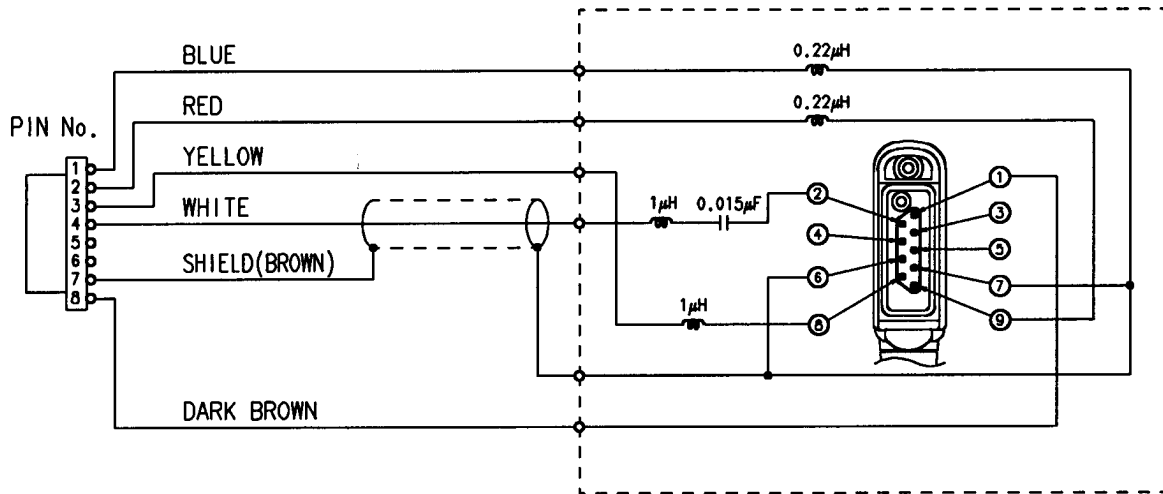 BLUE
0.22μH
RED
0.22μH
PIN No.
YELLOW
1
2
3
4
5
6
7
8
WHITE
1μH
0.015μF
SHIELD(BROWN)
1μH
DARK BROWN
1
2
3
4
5
6
7
8
9